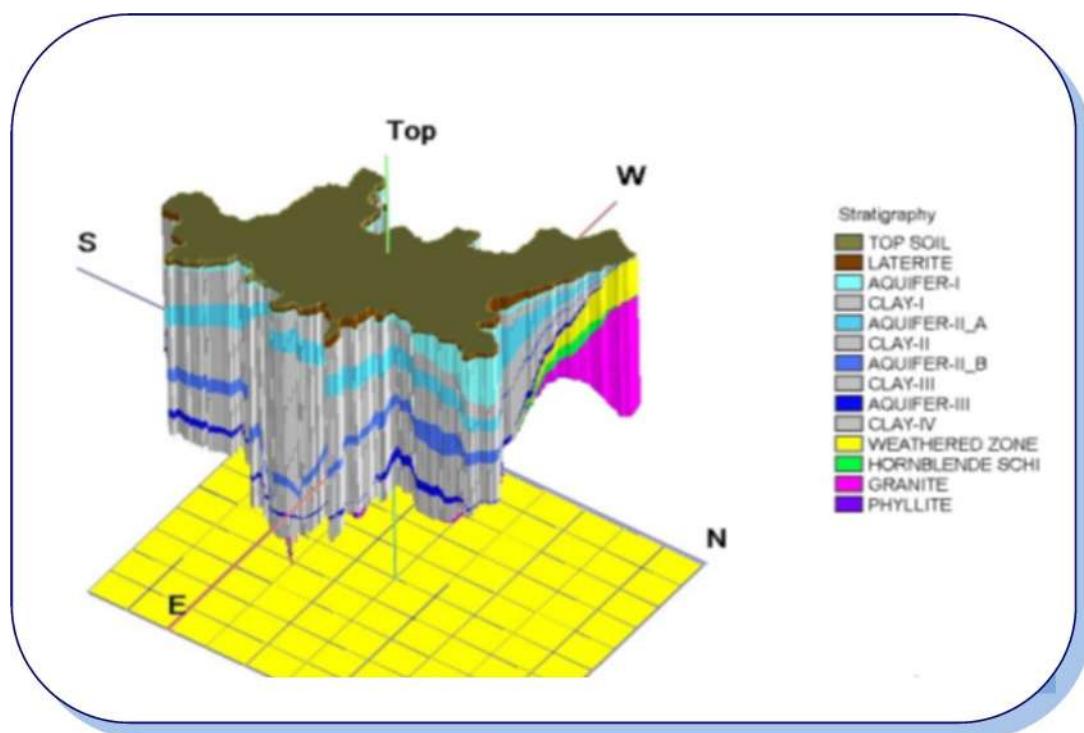 Top
W
S
N
E
Stratigraphy
TOP SOIL
LATERITE
AQUIFER-I
CLAY-I
AQUIFER-II_A
CLAY-II
AQUIFER-II_B
CLAY-III
AQUIFER-III
CLAY-IV
WEATHERED ZONE
HORNBLENDE SCHI
GRANITE
PHYLLITE